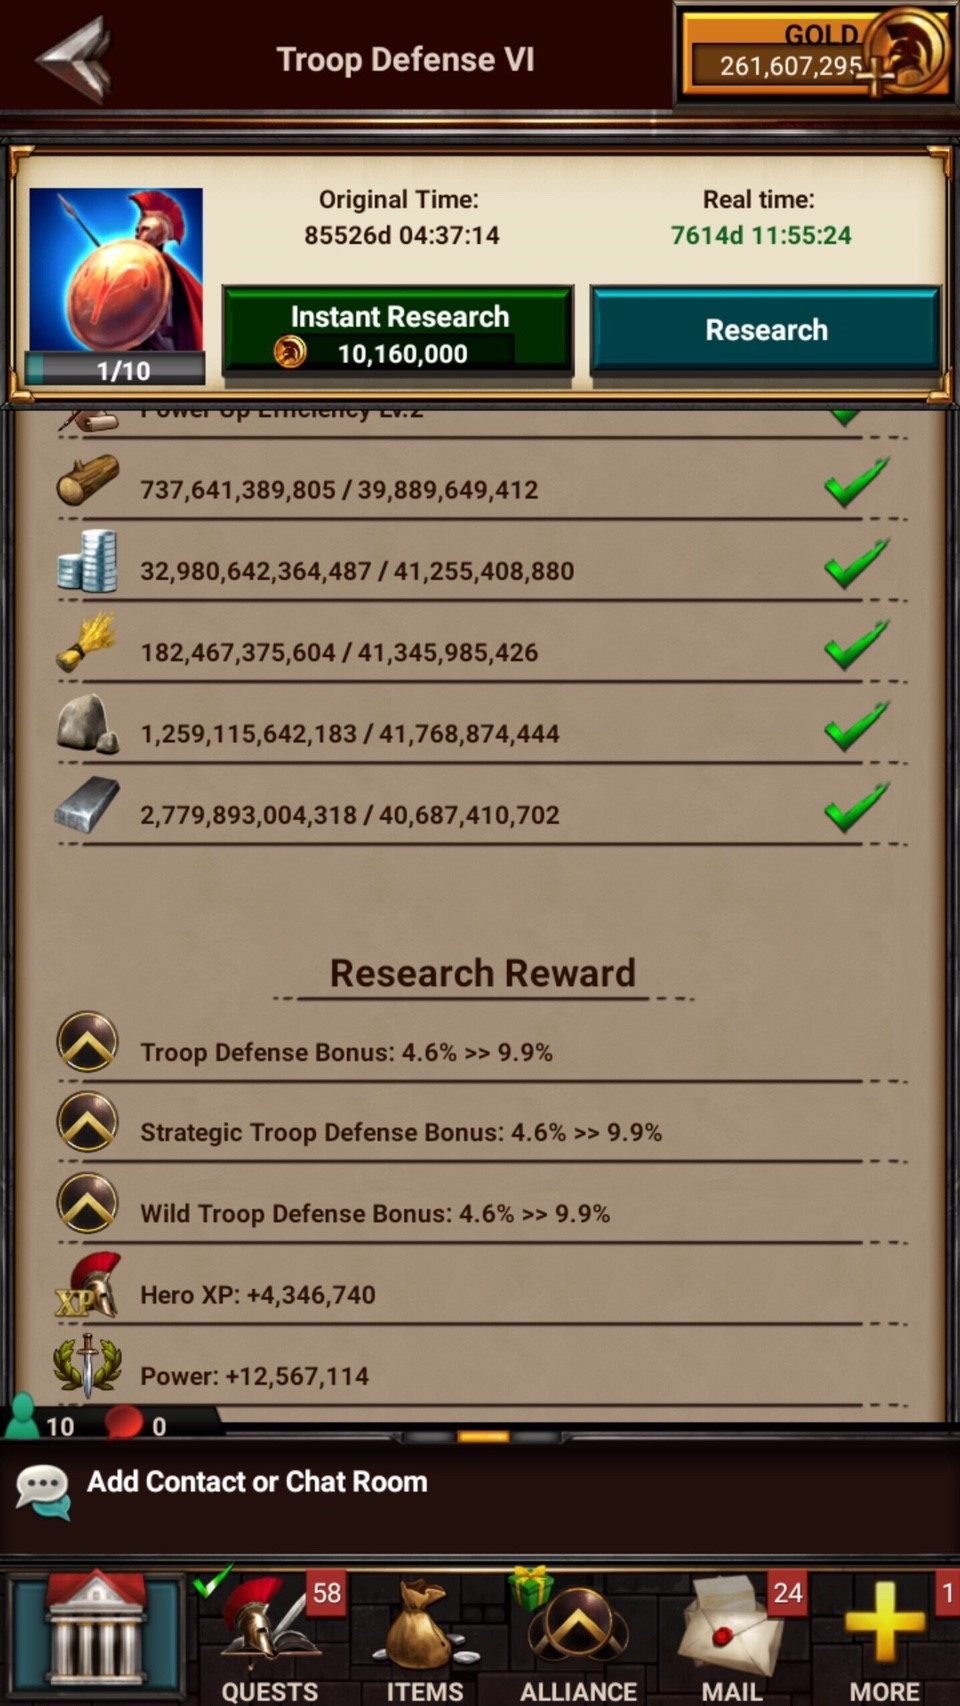 Troop Defense VI
GOLD
261,607,295
Original Time:
85526d 04:37:14
Real time:
7614d 11:55:24
Instant Research
10,160,000
Research
1/10
Power Up Efficiency Lv.2
737,641,389,805 / 39,889,649,412
32,980,642,364,487 / 41,255,408,880
182,467,375,604 / 41,345,985,426
1,259,115,642,183 / 41,768,874,444
2,779,893,004,318 / 40,687,410,702
Research Reward
Troop Defense Bonus: 4.6% >> 9.9%
Strategic Troop Defense Bonus: 4.6% >> 9.9%
Wild Troop Defense Bonus: 4.6% >> 9.9%
XP
Hero XP: +4,346,740
Power: +12,567,114
10 0
Add Contact or Chat Room
58
24
1
QUESTS
ITEMS
ALLIANCE
MAIL
MORE